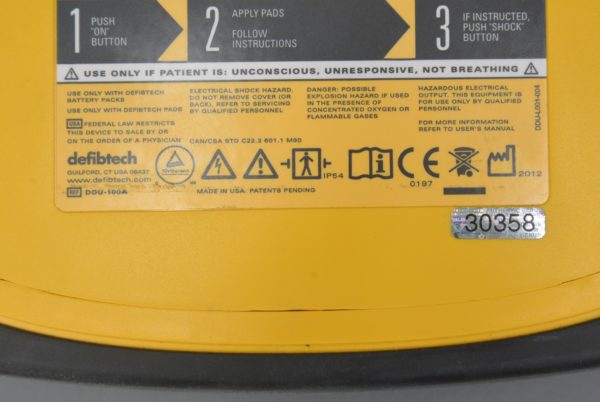 1 PUSH
"ON"
BUTTON
2 APPLY PADS
FOLLOW
INSTRUCTIONS
3 IF INSTRUCTED,
PUSH "SHOCK"
BUTTON
USE ONLY IF PATIENT IS: UNCONSCIOUS, UNRESPONSIVE, NOT BREATHING
USE ONLY WITH DEFIBTECH
BATTERY PACKS
USE ONLY WITH DEFIBTECH PADS
USA FEDERAL LAW RESTRICTS
THIS DEVICE TO SALE BY OR
ON THE ORDER OF A PHYSICIAN
ELECTRICAL SHOCK HAZARD,
DO NOT REMOVE COVER (OR
BACK). REFER TO SERVICING
BY QUALIFIED PERSONNEL
CAN/CSA STD C22.2 601.1 M90
DANGER: POSSIBLE
EXPLOSION HAZARD IF USED
IN THE PRESENCE OF
CONCENTRATED OXYGEN OR
FLAMMABLE GASES
HAZARDOUS ELECTRICAL
OUTPUT. THIS EQUIPMENT IS
FOR USE ONLY BY QUALIFIED
PERSONNEL
FOR MORE INFORMATION
REFER TO USER'S MANUAL
DDU-L001-004
defibtech
GUILFORD, CT USA 06437
www.defibtech.com
REF DDU-100A
MADE IN USA. PATENTS PENDING
IP54
0197
2012
30358